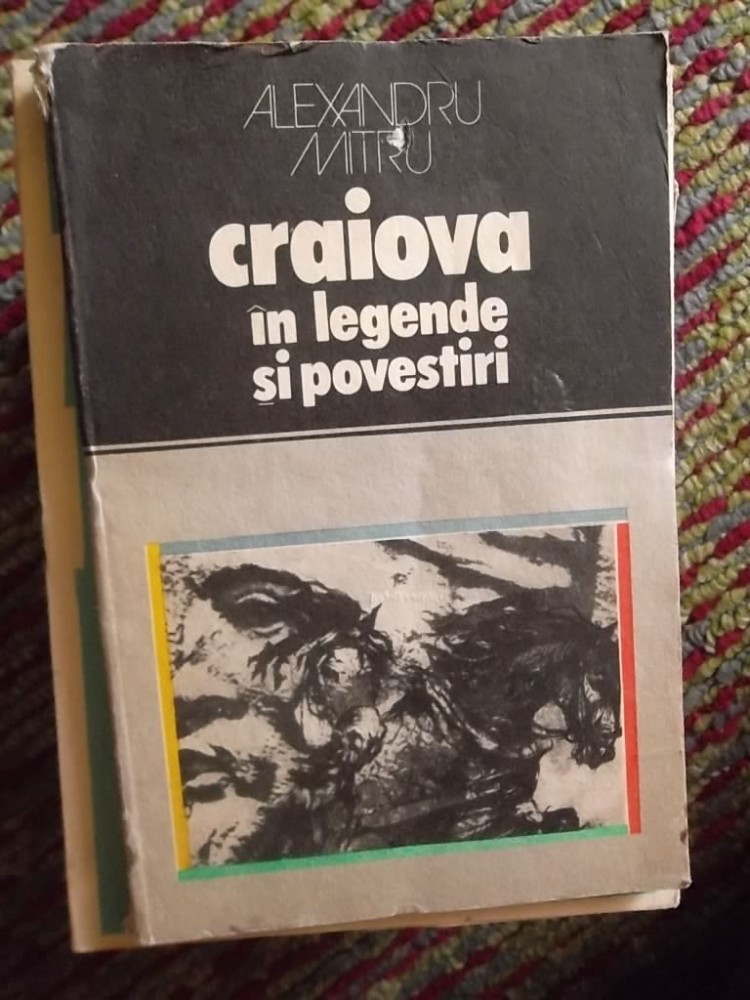 ALEXANDRU
MITRU
craiova
în legende
și povestiri